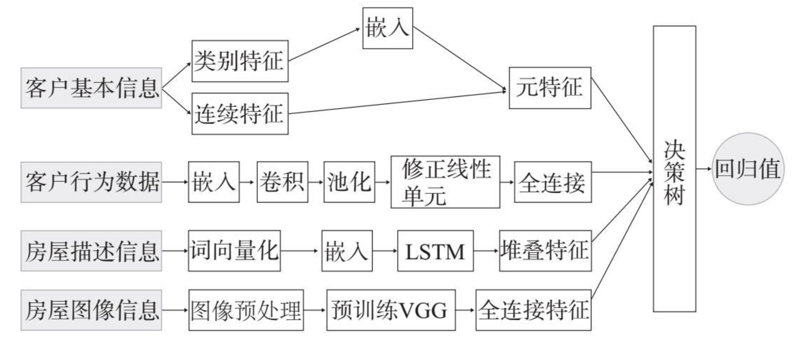 嵌入
类别特征
客户基本信息
连续特征
元特征
客户行为数据
嵌入
卷积
池化
修正线性
单元
全连接
决策树
回归值
房屋描述信息
词向量化
嵌入
LSTM
堆叠特征
房屋图像信息
图像预处理
预训练VGG
全连接特征